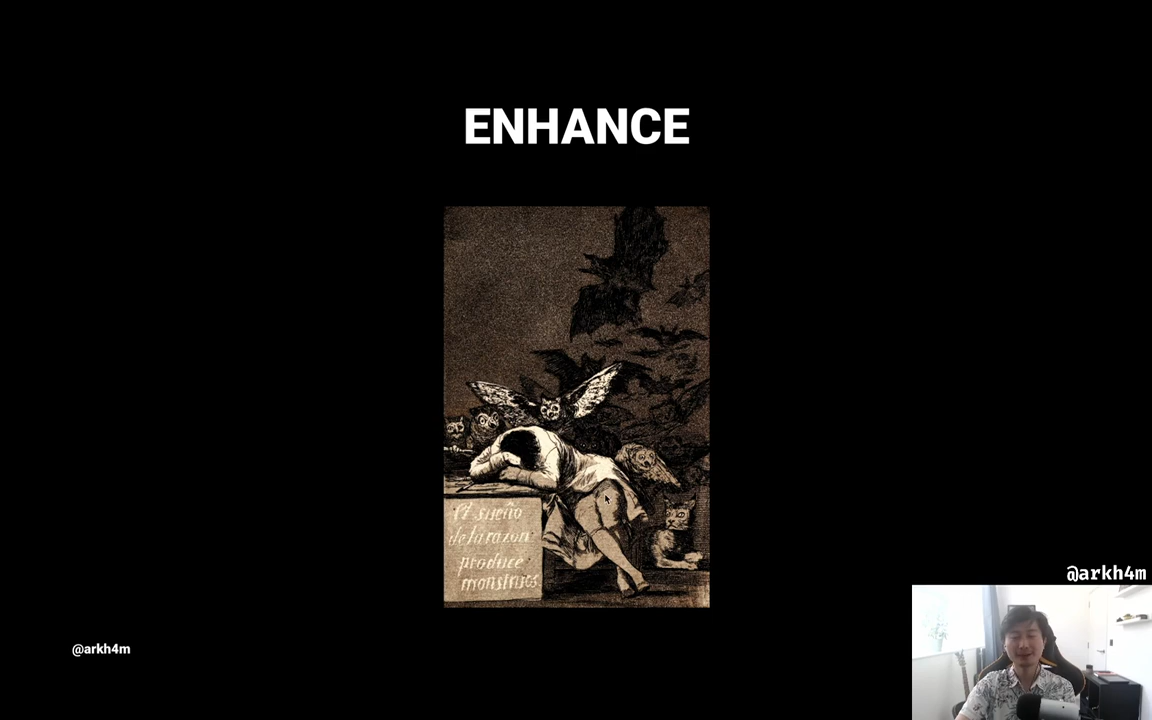 ENHANCE
El sueño
de la razon
produce
monstruos
@arkh4m
@arkh4m